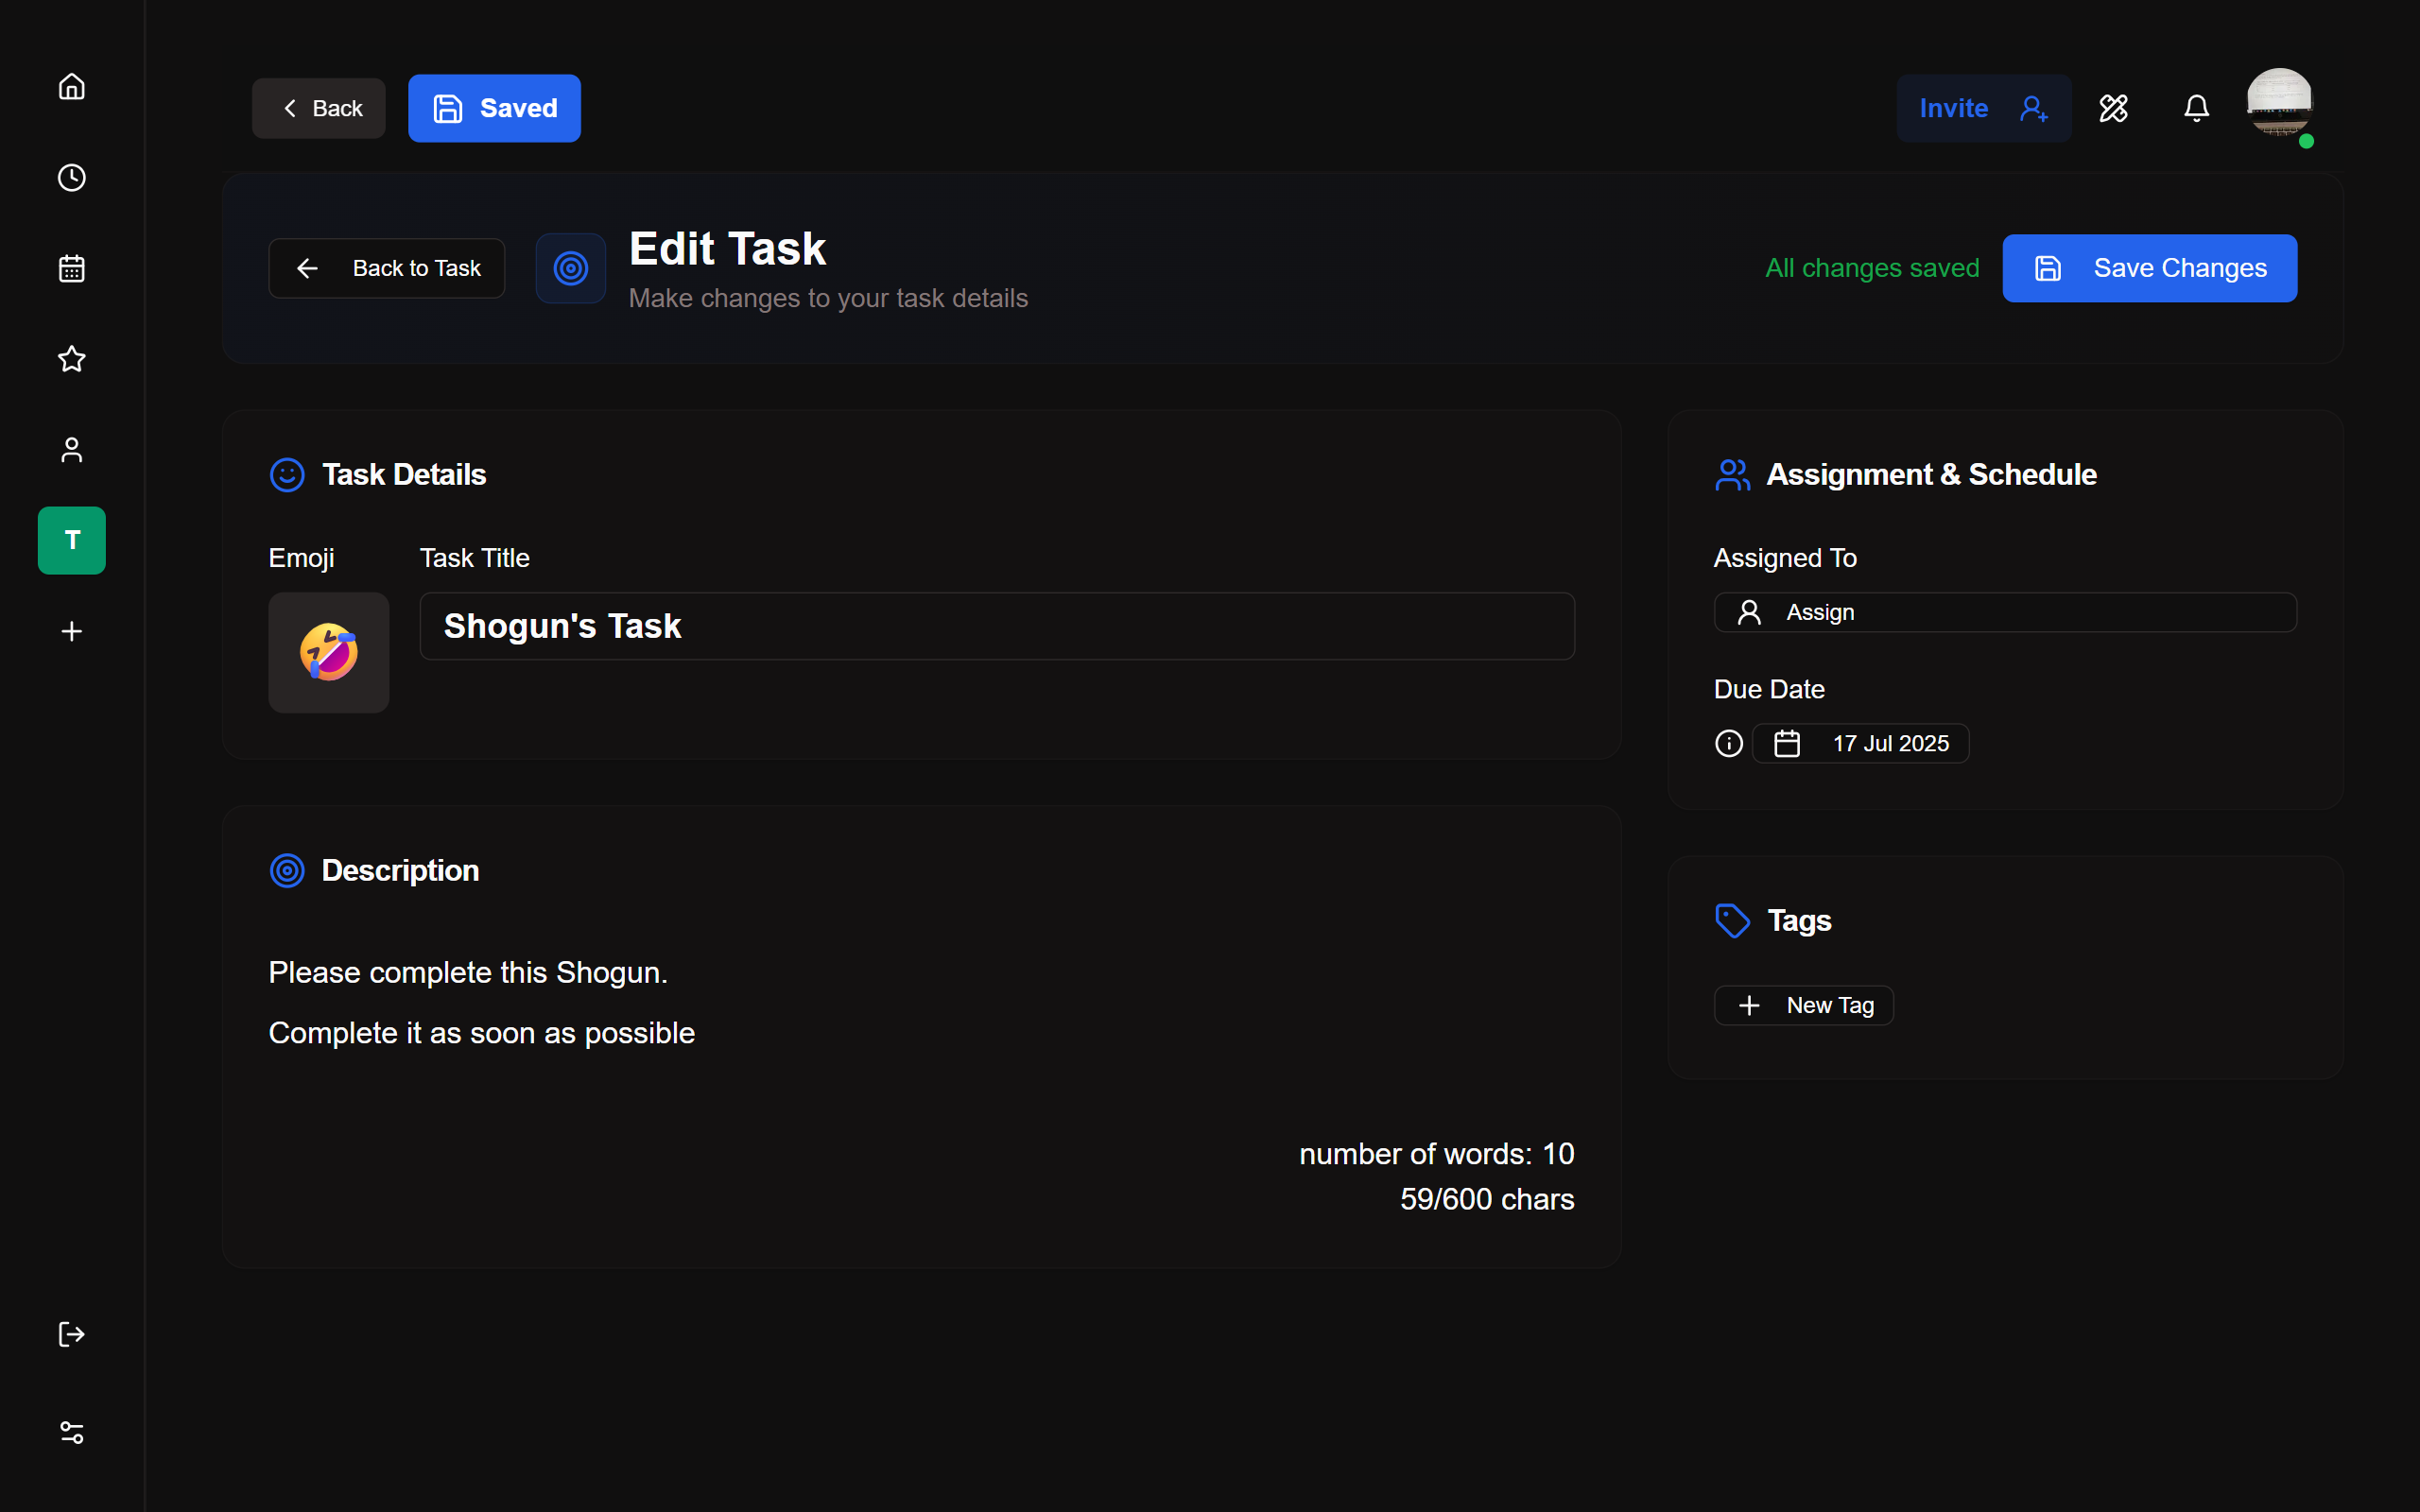 Back
Saved
Invite
Back to Task
Edit Task
Make changes to your task details
All changes saved
Save Changes
T
Task Details
Emoji
Task Title
Shogun's Task
Assignment & Schedule
Assigned To
Assign
Due Date
17 Jul 2025
Description
Please complete this Shogun.
Complete it as soon as possible
number of words: 10
59/600 chars
Tags
New Tag